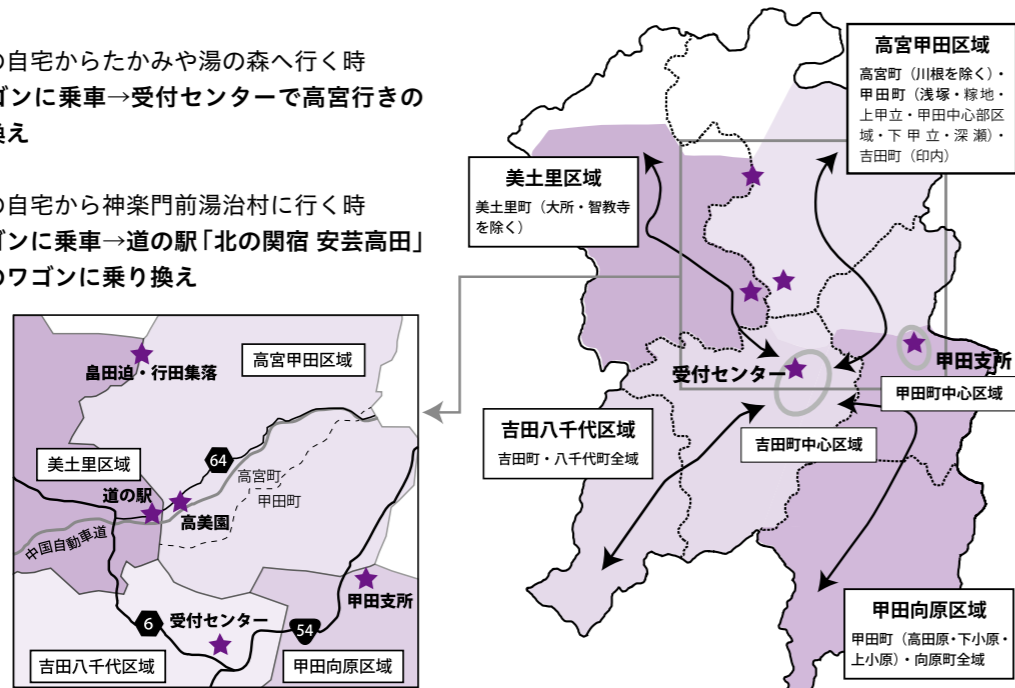 の自宅からたかみや湯の森へ行く時
ゴンに乗車→受付センターで高宮行きの
換え
の自宅から神楽門前湯治村に行く時
ゴンに乗車→道の駅「北の関宿 安芸高田」
のワゴンに乗り換え
高宮甲田区域
高宮町（川根を除く）・
甲田町（浅塚・糘地・
上甲立・甲田中心部区
域・下甲立・深瀬）・
吉田町（印内）
美土里区域
美土里町（大所・智教寺
を除く）
受付センター
甲田支所
甲田町中心区域
吉田町中心区域
吉田八千代区域
吉田町・八千代町全域
甲田向原区域
甲田町（高田原・下小原・
上小原）・向原町全域
畠田迫・行田集落
高宮甲田区域
美土里区域
64
高宮町
甲田町
道の駅
高美園
中国自動車道
甲田支所
6
受付センター
54
吉田八千代区域
甲田向原区域